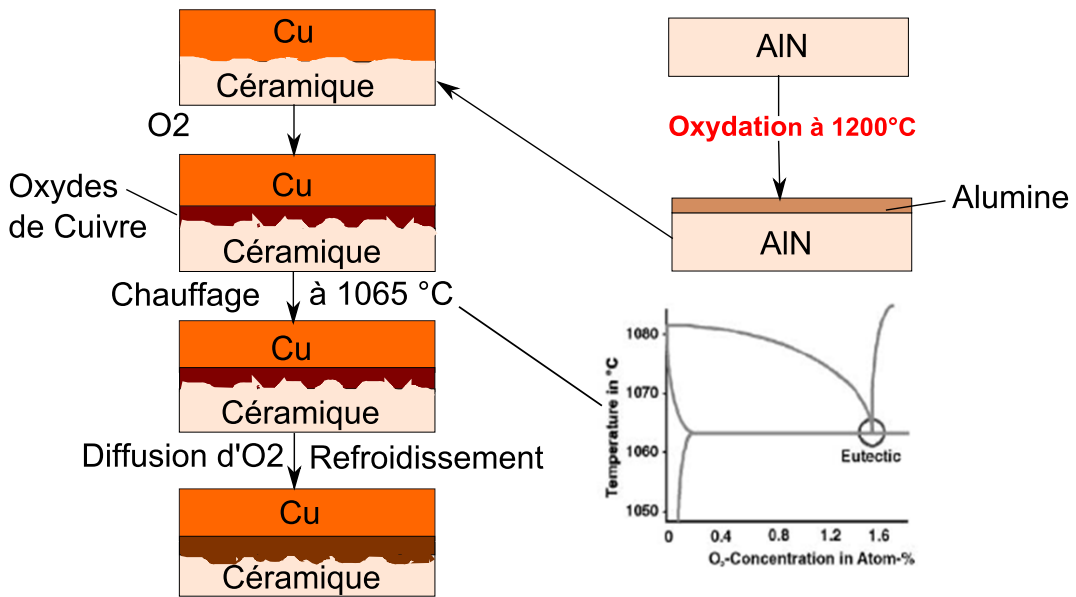 Cu
Céramique
O2
Cu
Oxydes
de Cuivre
Céramique
Chauffage à 1065 °C
Cu
Céramique
Diffusion d'O2 Refroidissement
Cu
Céramique
AlN
Oxydation à 1200°C
Alumine
AlN
Temperature in °C
1080
1070
1060
1050
Eutectic
0 0.4 0.8 1.2 1.6
O₂-Concentration in Atom-%